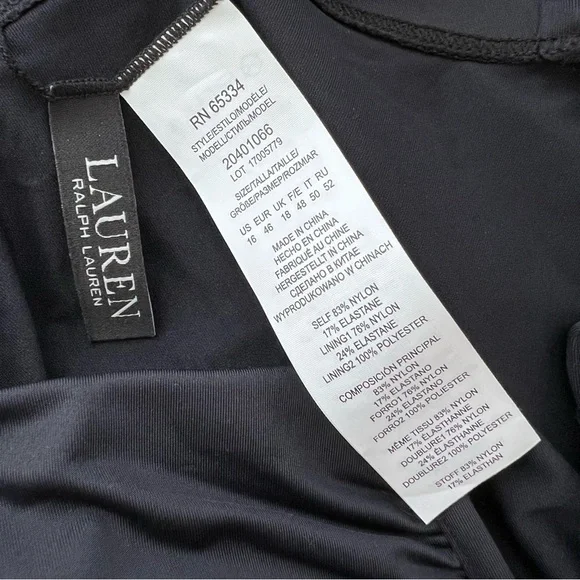 LAUREN
RALPH LAUREN
RN 65334
STYLE/ESTILO/MODÈLE/
MODELL/СТИЛЬ/MODEL
20401066
LOT 17005779
SIZE/TALLA/TAILLE/
GRÖßE/РАЗМЕР/ROZMIAR
US EUR UK F/E IT RU
16 46 18 48 50 52
MADE IN CHINA
HECHO EN CHINA
FABRIQUÉ AU CHINE
HERGESTELLT IN CHINA
СДЕЛАНО В КИТАЕ
WYPRODUKOWANO W CHINACH
SELF 83% NYLON
17% ELASTANE
LINING1 76% NYLON
24% ELASTANE
LINING2 100% POLYESTER
COMPOSICIÓN PRINCIPAL
83% NYLON
17% ELASTANO
FORRO1 76% NYLON
24% ELASTANO
FORRO2 100% POLIESTER
MÊME TISSU 83% NYLON
17% ELASTHANNE
DOUBLURE1 76% NYLON
24% ELASTHANNE
DOUBLURE2 100% POLYESTER
STOFF 83% NYLON
17% ELASTHAN